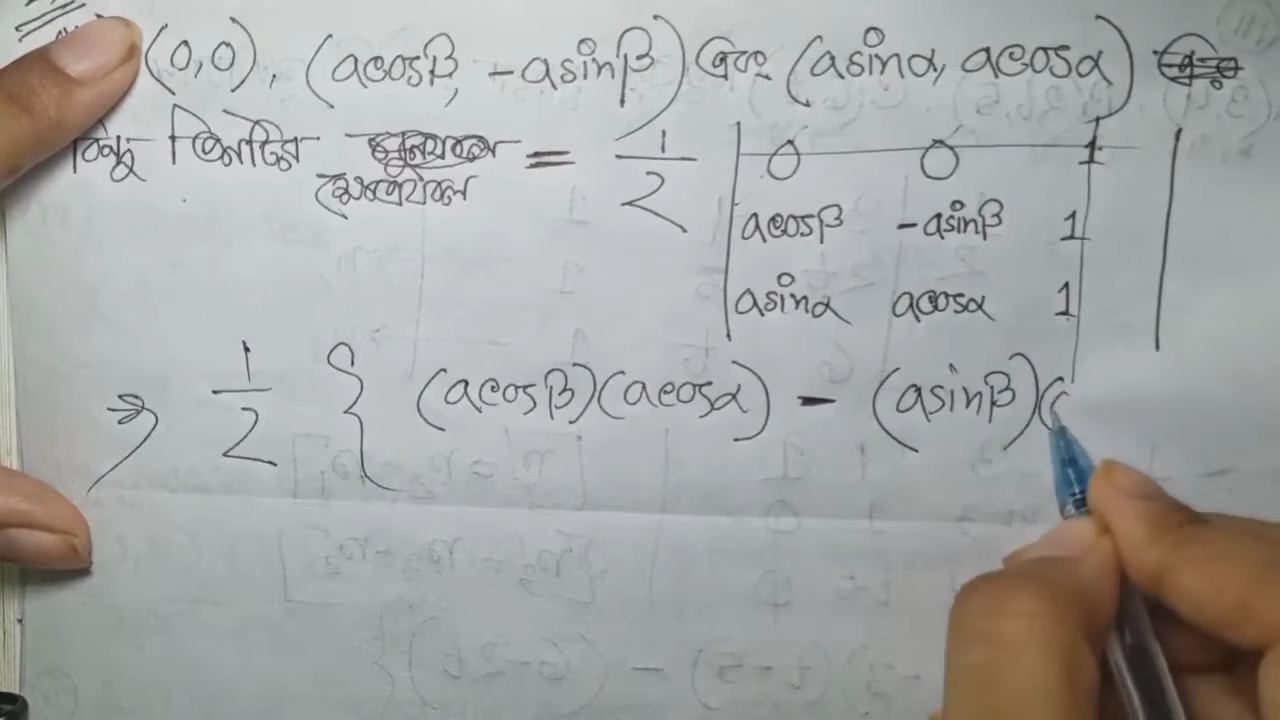 (0,0), (acosβ, -asinβ) এবং (asinα, acosα)
বিন্দু তিনটির ক্ষেত্রফল = 1/2 | 0 0 1
acosβ -asinβ 1
asinα acosα 1 |
⇒ 1/2 { (acosβ)(acosα) - (asinβ)(